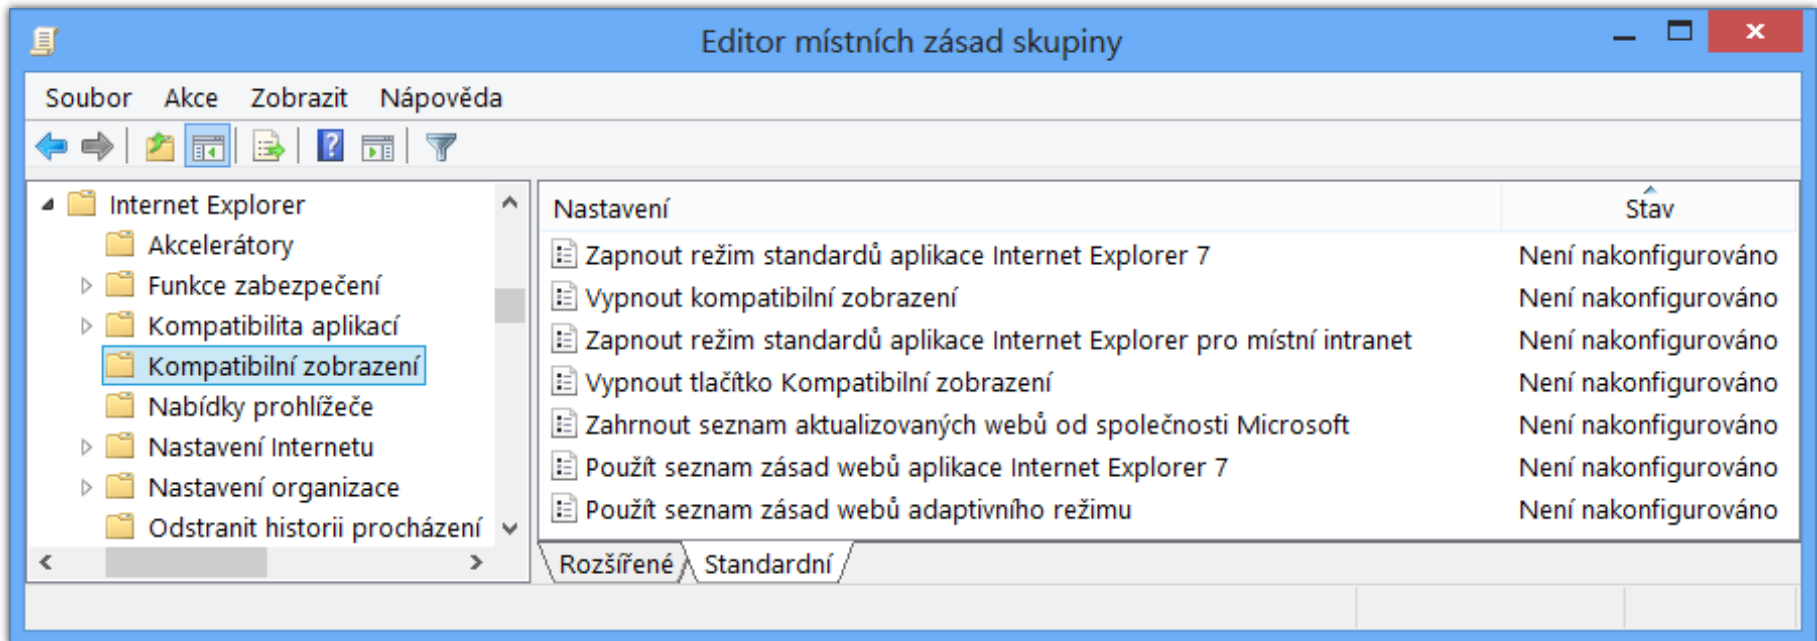 Editor místních zásad skupiny
Soubor Akce Zobrazit Nápověda
Internet Explorer
Akcelerátory
Funkce zabezpečení
Kompatibilita aplikací
Kompatibilní zobrazení
Nabídky prohlížeče
Nastavení Internetu
Nastavení organizace
Odstranit historii procházení
Nastavení Stav
Zapnout režim standardů aplikace Internet Explorer 7 Není nakonfigurováno
Vypnout kompatibilní zobrazení Není nakonfigurováno
Zapnout režim standardů aplikace Internet Explorer pro místní intranet Není nakonfigurováno
Vypnout tlačítko Kompatibilní zobrazení Není nakonfigurováno
Zahrnout seznam aktualizovaných webů od společnosti Microsoft Není nakonfigurováno
Použít seznam zásad webů aplikace Internet Explorer 7 Není nakonfigurováno
Použít seznam zásad webů adaptivního režimu Není nakonfigurováno
Rozšířené Standardní